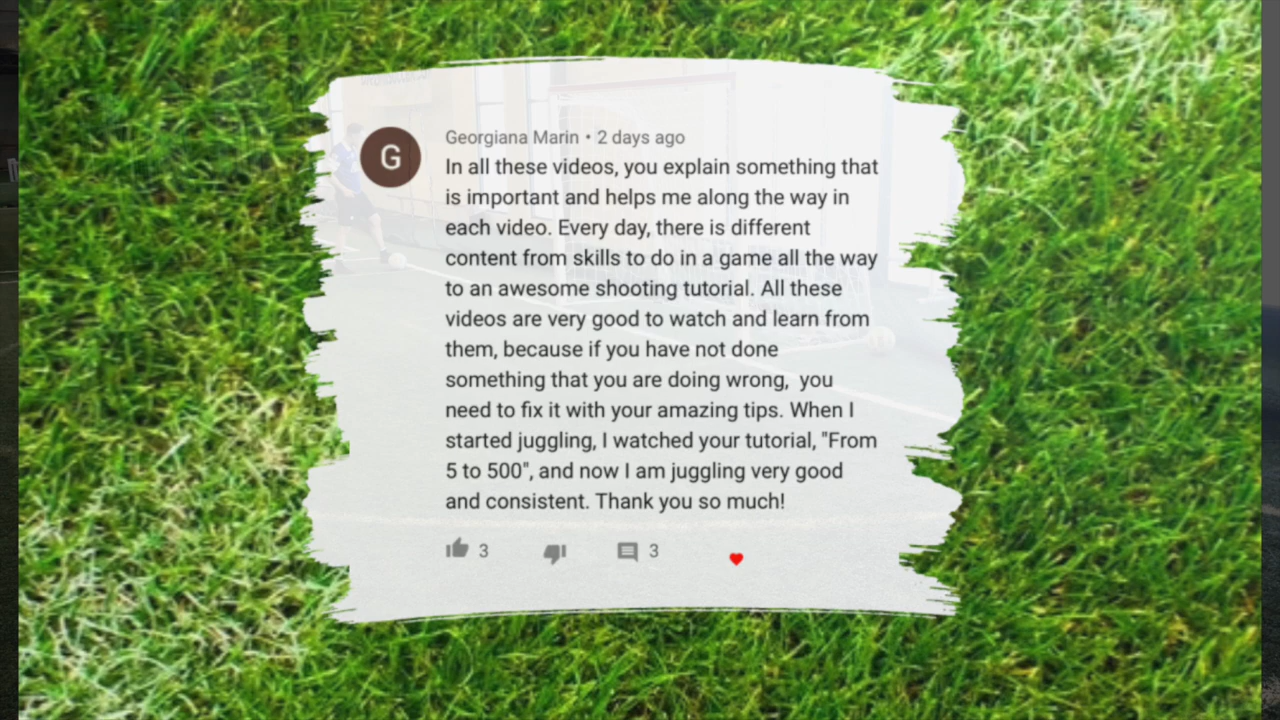 G
Georgiana Marin • 2 days ago
In all these videos, you explain something that
is important and helps me along the way in
each video. Every day, there is different
content from skills to do in a game all the way
to an awesome shooting tutorial. All these
videos are very good to watch and learn from
them, because if you have not done
something that you are doing wrong,  you
need to fix it with your amazing tips. When I
started juggling, I watched your tutorial, "From
5 to 500", and now I am juggling very good
and consistent. Thank you so much!
3 3